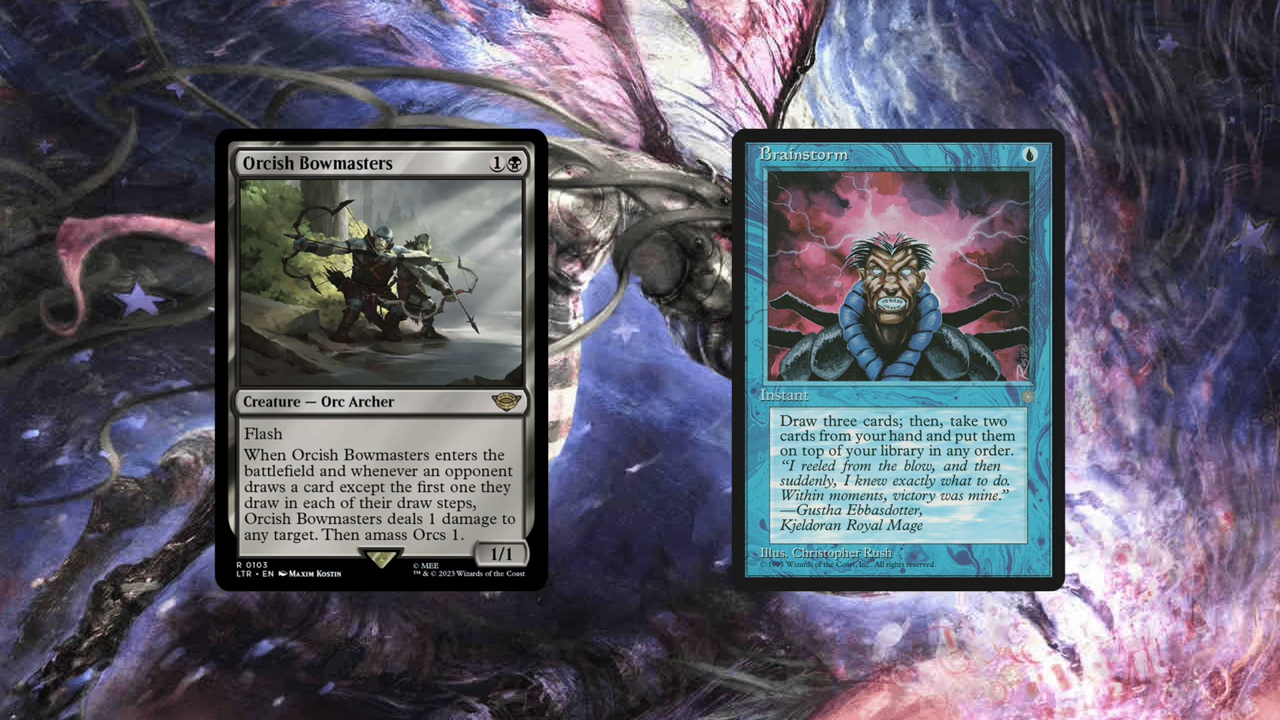 Orcish Bowmasters 1
Creature — Orc Archer
Flash
When Orcish Bowmasters enters the
battlefield and whenever an opponent
draws a card except the first one they
draw in each of their draw steps,
Orcish Bowmasters deals 1 damage to
any target. Then amass Orcs 1.
1/1
R 0103
LTR • EN Maxim Kostin
© MEE
™ & © 2023 Wizards of the Coast
Brainstorm
Instant
Draw three cards; then, take two
cards from your hand and put them
on top of your library in any order.
“I reeled from the blow, and then
suddenly, I knew exactly what to do.
Within moments, victory was mine.”
—Gustha Ebbasdotter,
Kjeldoran Royal Mage
Illus. Christopher Rush
© 1995 Wizards of the Coast, Inc. All rights reserved.